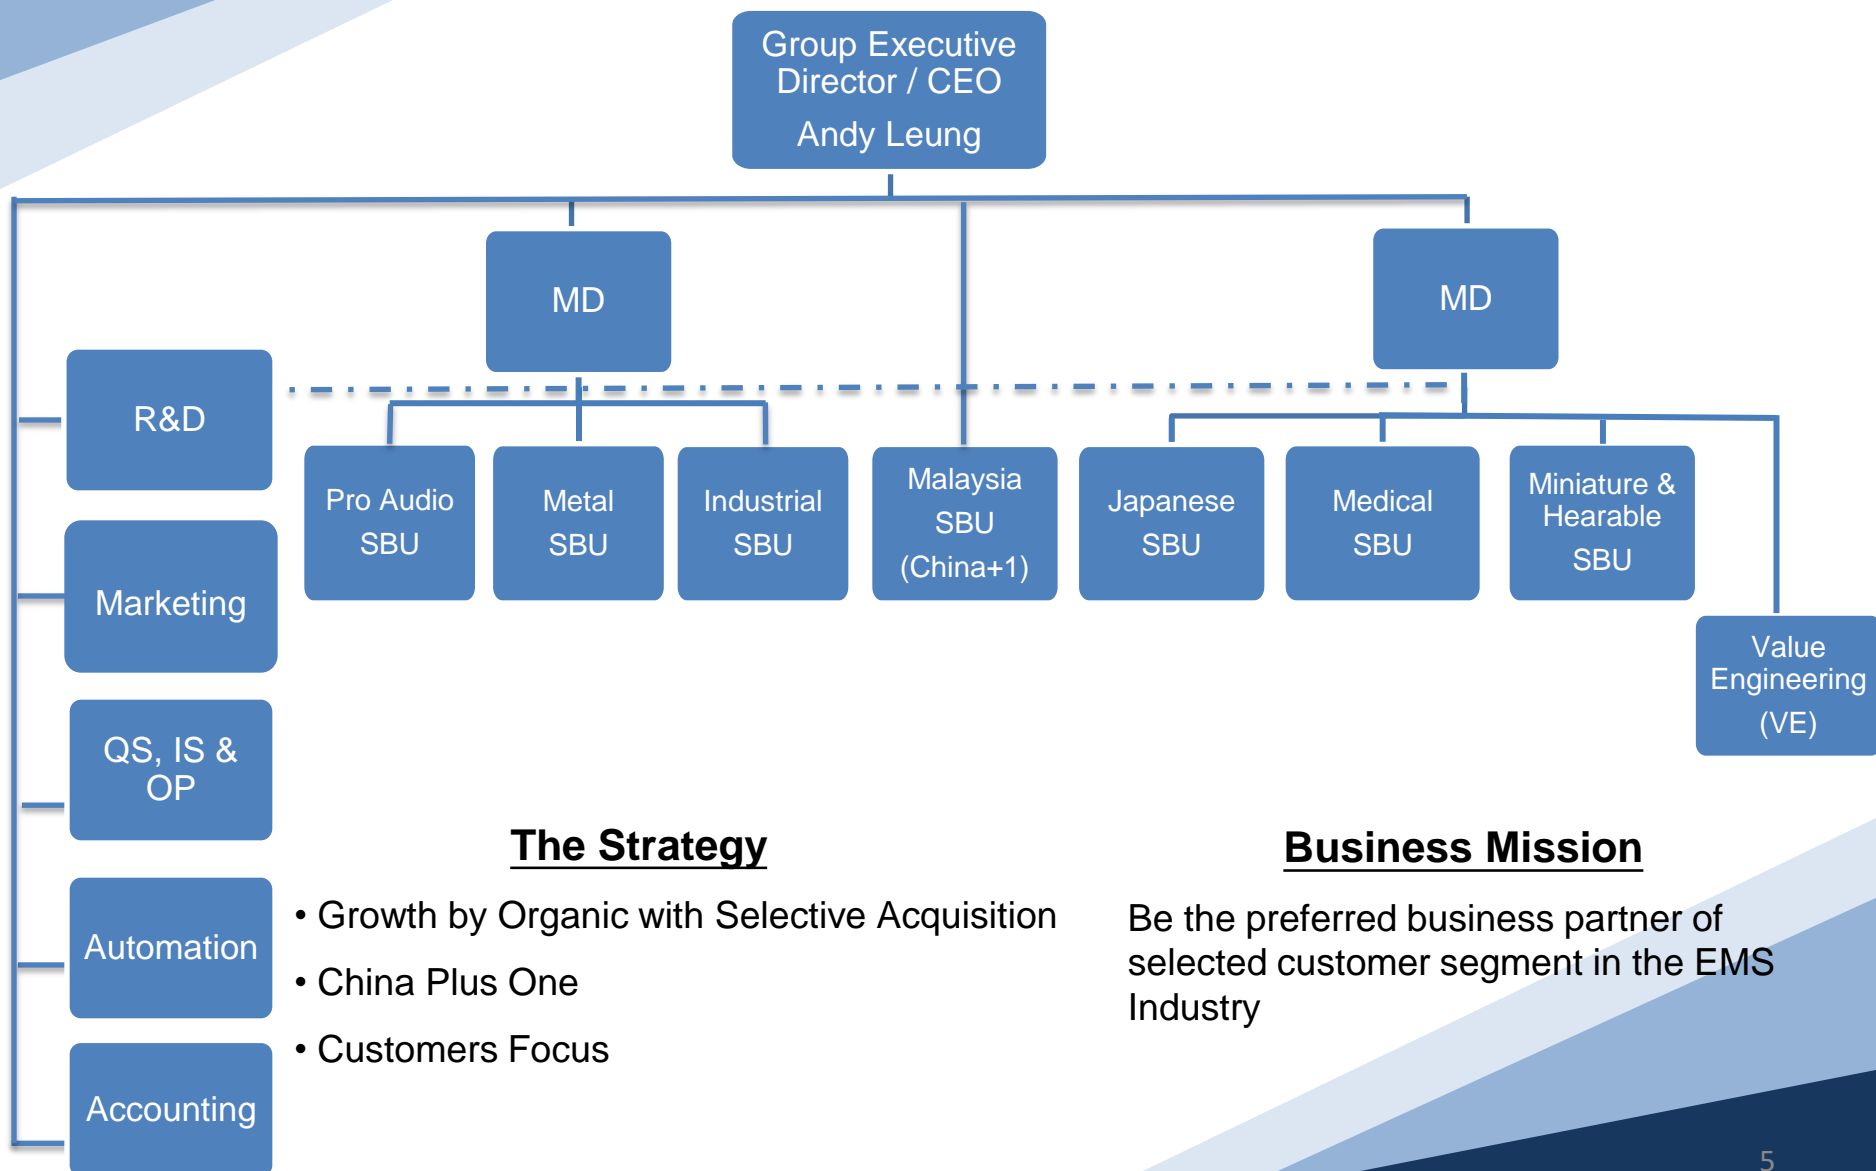 Group Executive
Director / CEO
Andy Leung
MD
MD
R&D
Pro Audio
SBU
Metal
SBU
Industrial
SBU
Malaysia
SBU
(China+1)
Japanese
SBU
Medical
SBU
Miniature &
Hearable
SBU
Marketing
Value
Engineering
(VE)
QS, IS &
OP
Automation
Accounting
The Strategy
• Growth by Organic with Selective Acquisition
• China Plus One
• Customers Focus
Business Mission
Be the preferred business partner of
selected customer segment in the EMS
Industry
5